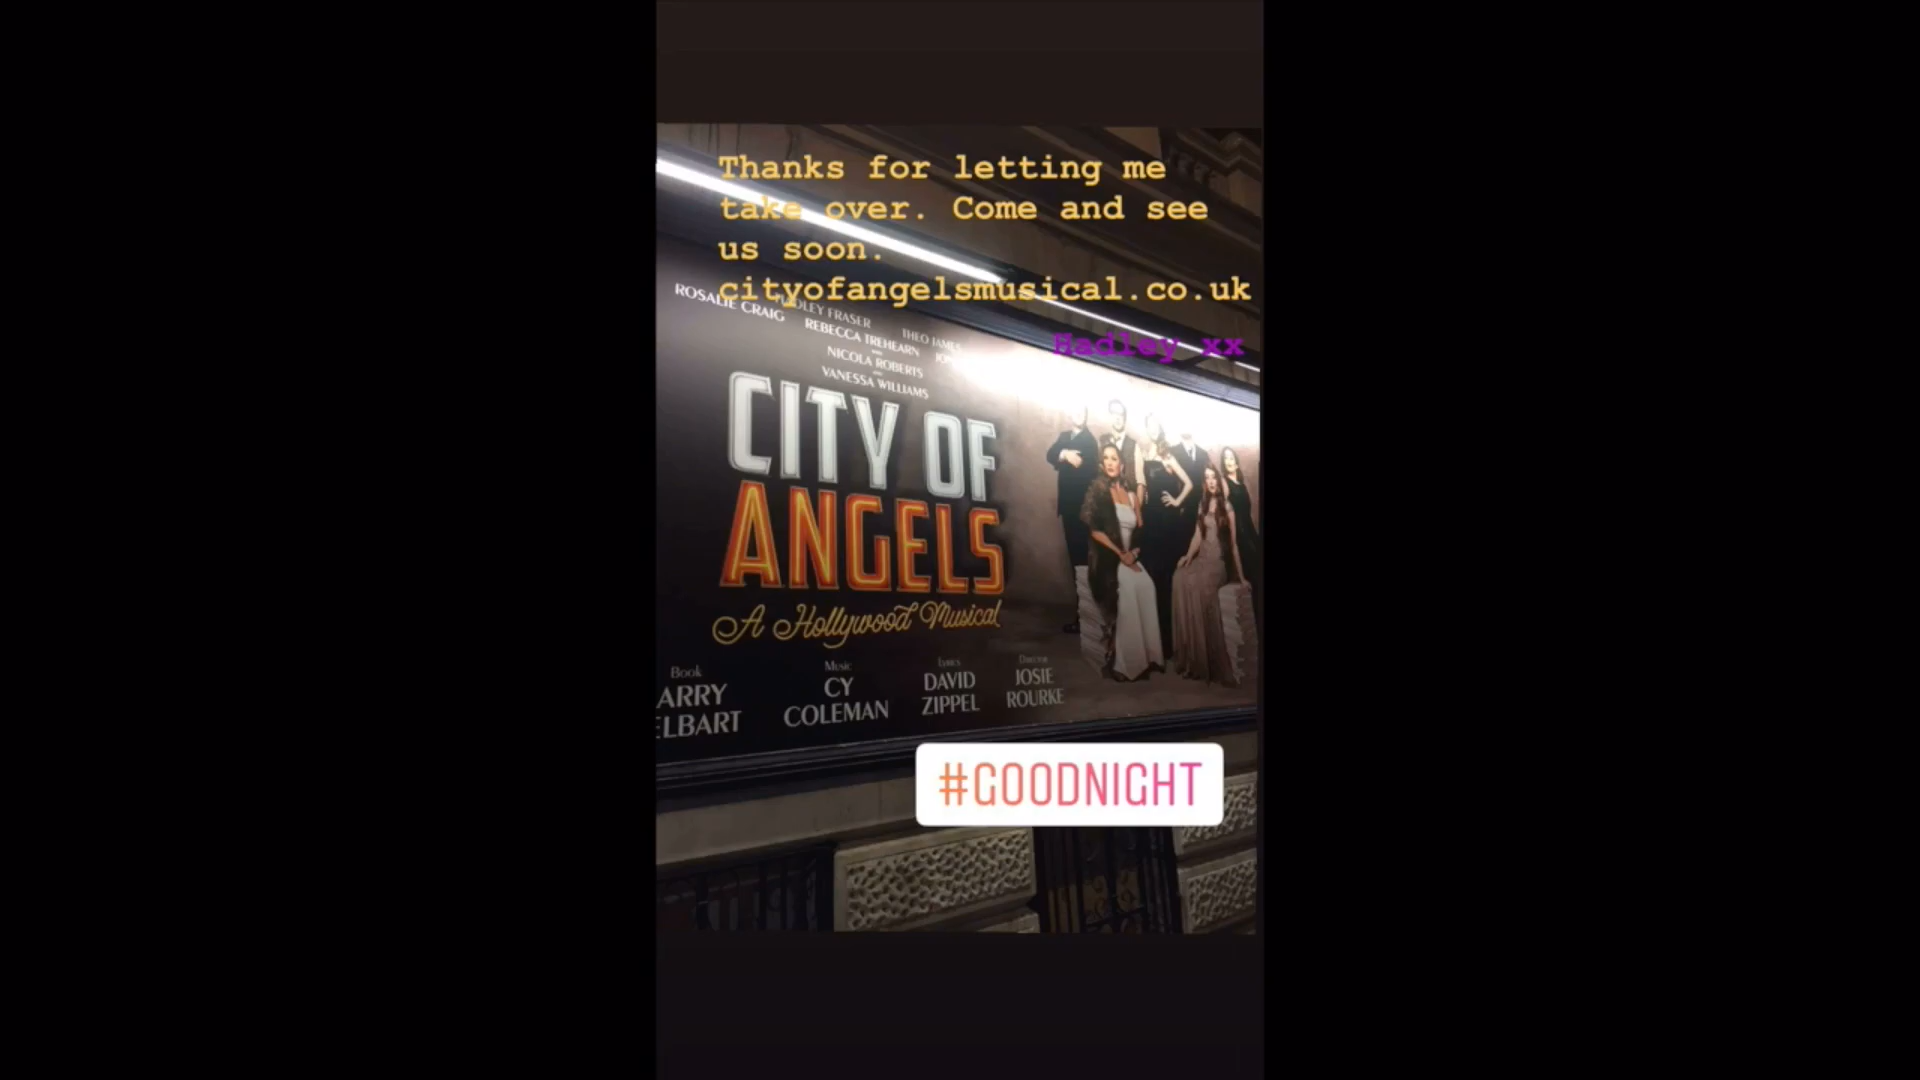 Thanks for letting me
take over. Come and see
us soon.
cityofangelsmusical.co.uk
Hadley xx
ROSALIE CRAIG HADLEY FRASER THEO JAMES
REBECCA TREHEARN
NICOLA ROBERTS
VANESSA WILLIAMS
CITY OF
ANGELS
A Hollywood Musical
Book Music Lyrics Director
ARRY CY DAVID JOSIE
ELBART COLEMAN ZIPPEL ROURKE
#GOODNIGHT